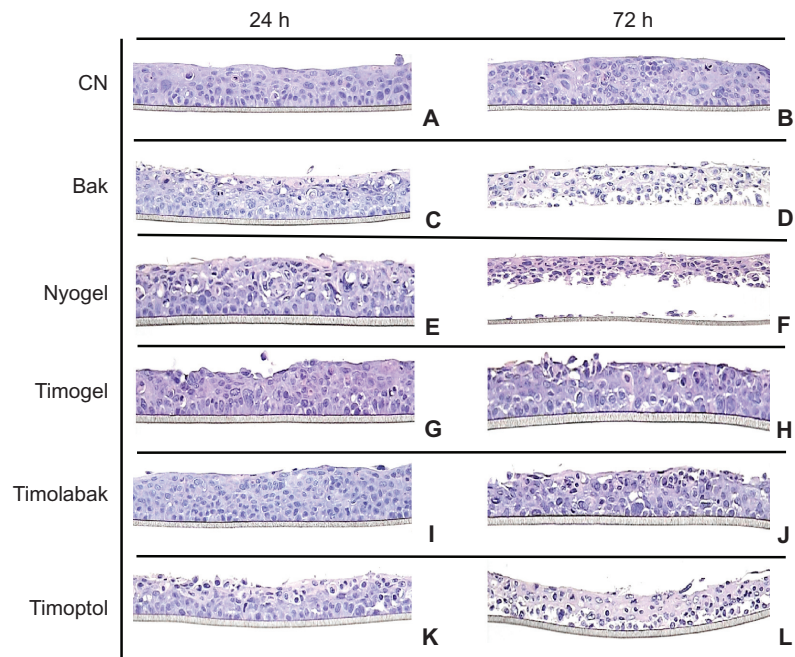 24 h 72 h
CN
A B
Bak
C D
Nyogel
E F
Timogel
G H
Timolabak
I J
Timoptol
K L